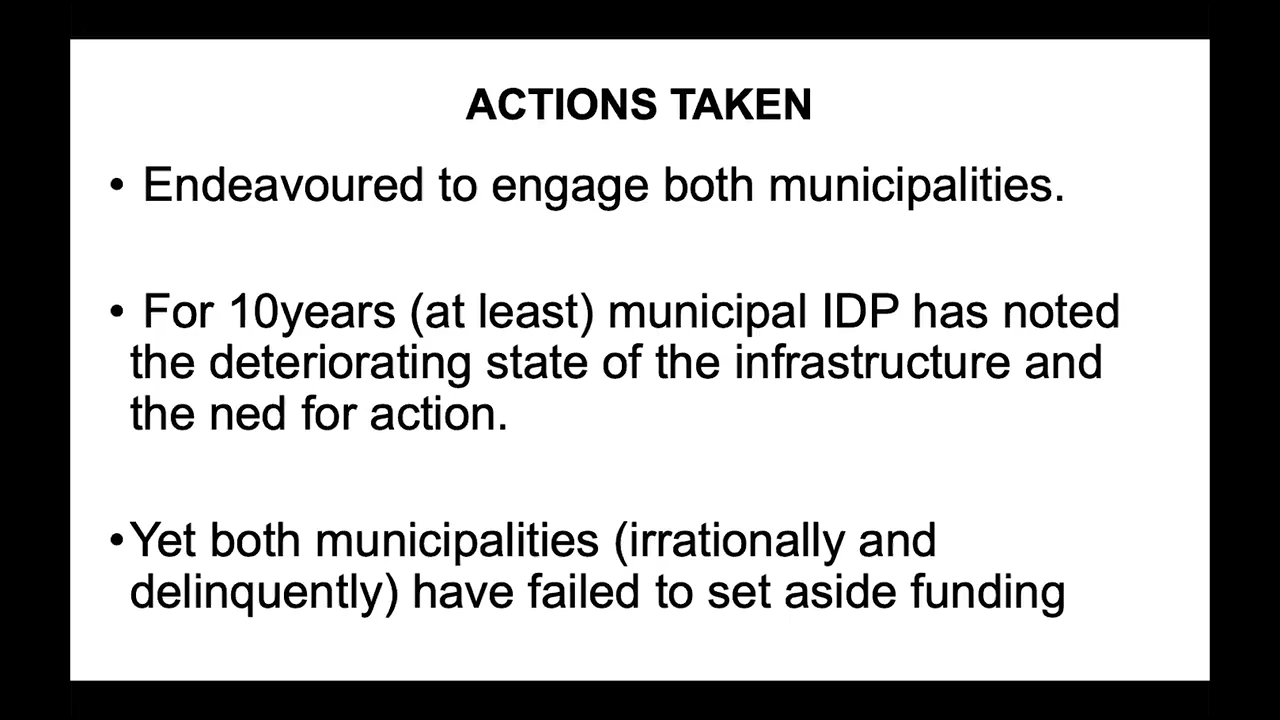 ACTIONS TAKEN
• Endeavoured to engage both municipalities.
• For 10years (at least) municipal IDP has noted
the deteriorating state of the infrastructure and
the ned for action.
•Yet both municipalities (irrationally and
delinquently) have failed to set aside funding